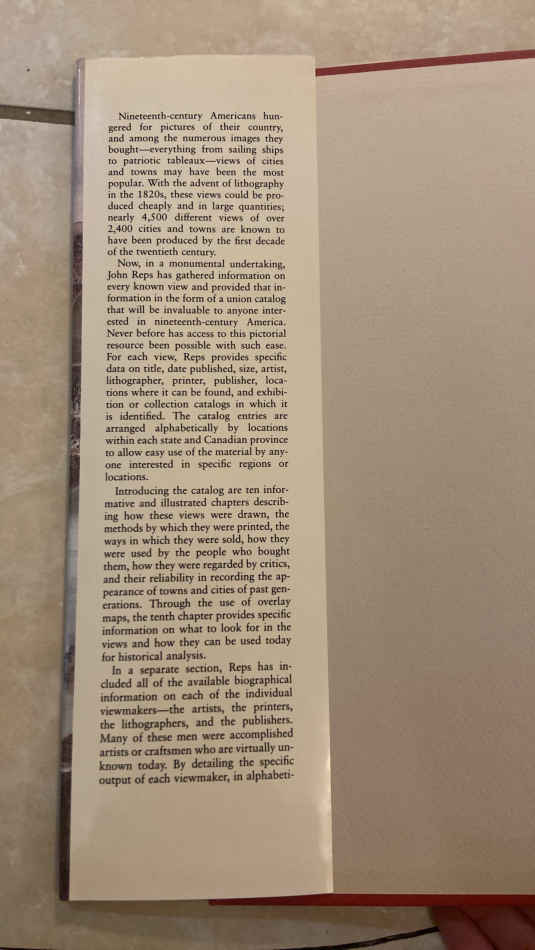 Nineteenth-century Americans hun-
gered for pictures of their country,
and among the numerous images they
bought—everything from sailing ships
to patriotic tableaux—views of cities
and towns may have been the most
popular. With the advent of lithography
in the 1820s, these views could be pro-
duced cheaply and in large quantities;
nearly 4,500 different views of over
2,400 cities and towns are known to
have been produced by the first decade
of the twentieth century.
Now, in a monumental undertaking,
John Reps has gathered information on
every known view and provided that in-
formation in the form of a union catalog
that will be invaluable to anyone inter-
ested in nineteenth-century America.
Never before has access to this pictorial
resource been possible with such ease.
For each view, Reps provides specific
data on title, date published, size, artist,
lithographer, printer, publisher, loca-
tions where it can be found, and exhibi-
tion or collection catalogs in which it
is identified. The catalog entries are
arranged alphabetically by locations
within each state and Canadian province
to allow easy use of the material by any-
one interested in specific regions or
locations.
Introducing the catalog are ten infor-
mative and illustrated chapters describ-
ing how these views were drawn, the
methods by which they were printed, the
ways in which they were sold, how they
were used by the people who bought
them, how they were regarded by critics,
and their reliability in recording the ap-
pearance of towns and cities of past gen-
erations. Through the use of overlay
maps, the tenth chapter provides specific
information on what to look for in the
views and how they can be used today
for historical analysis.
In a separate section, Reps has in-
cluded all of the available biographical
information on each of the individual
viewmakers—the artists, the printers,
the lithographers, and the publishers.
Many of these men were accomplished
artists or craftsmen who are virtually un-
known today. By detailing the specific
output of each viewmaker, in alphabeti-